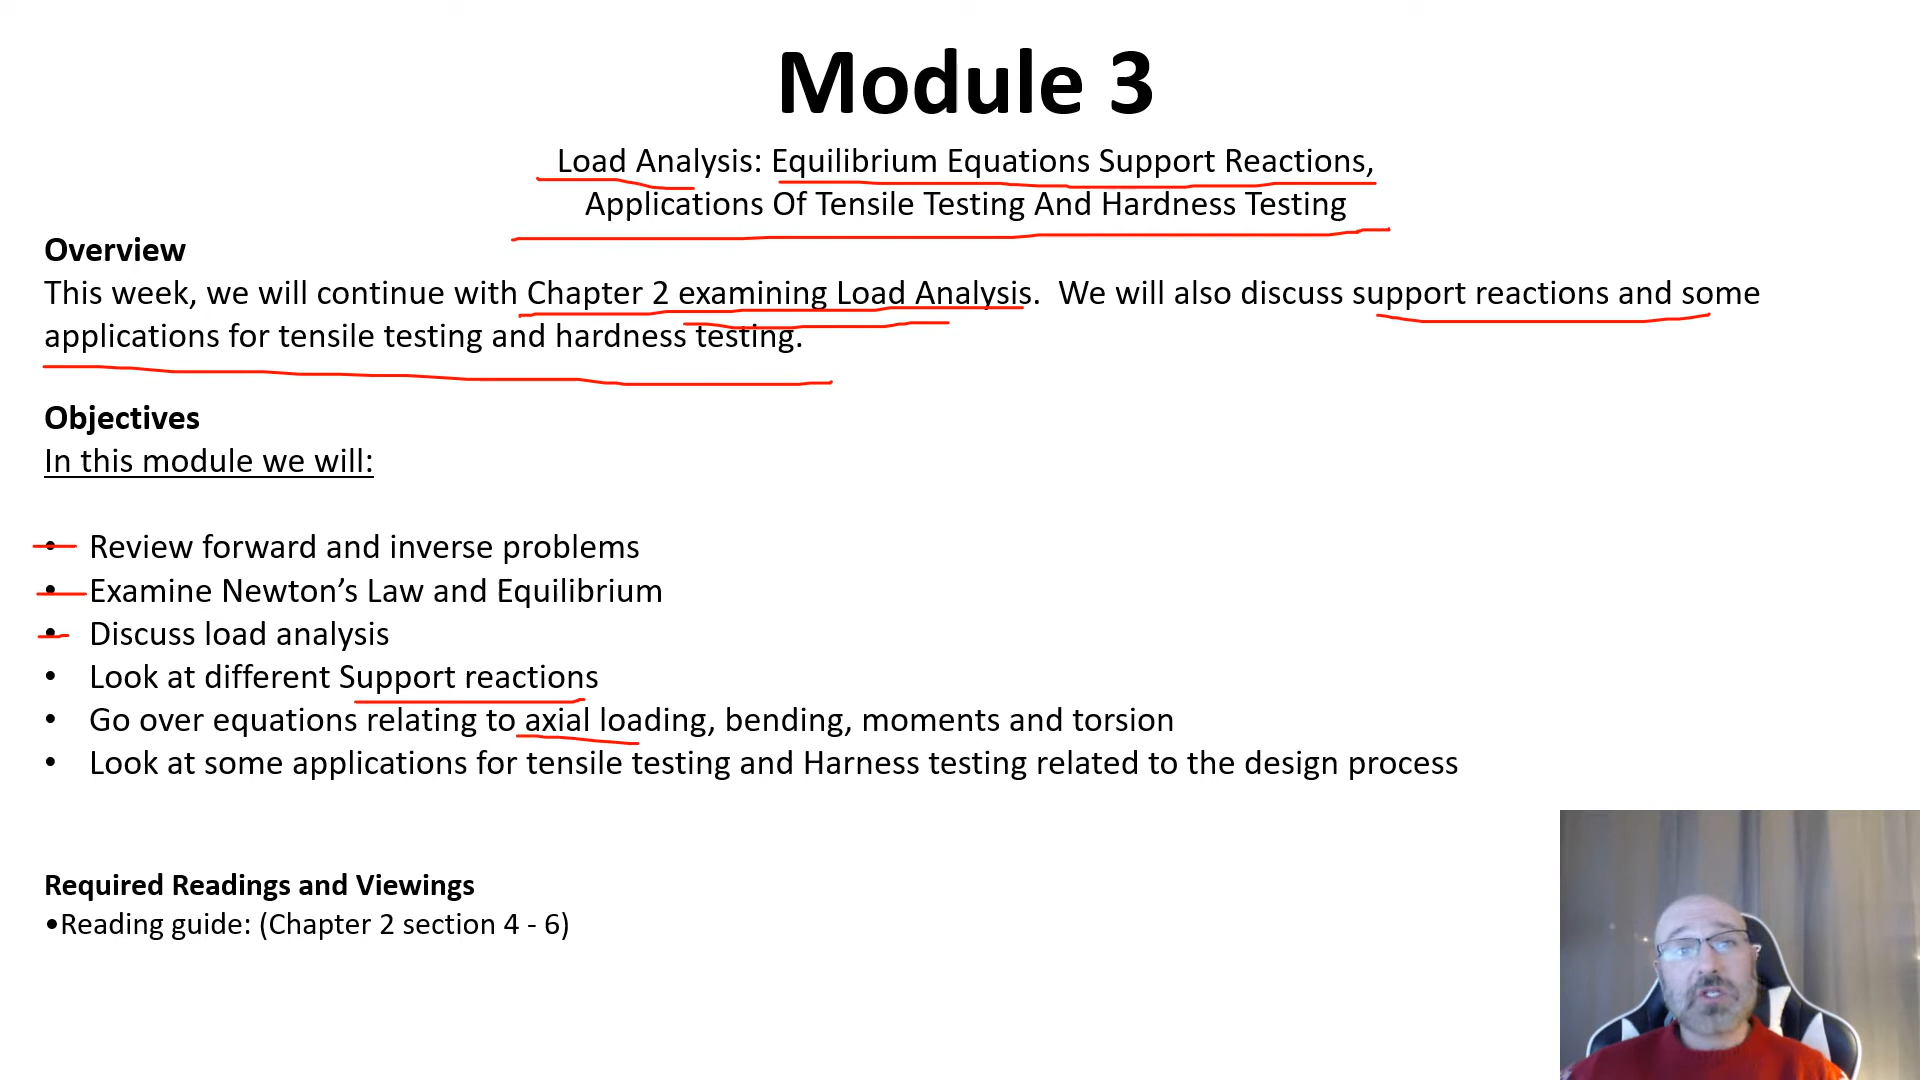 Module 3
Load Analysis: Equilibrium Equations Support Reactions,
Applications Of Tensile Testing And Hardness Testing
Overview
This week, we will continue with Chapter 2 examining Load Analysis.  We will also discuss support reactions and some
applications for tensile testing and hardness testing.
Objectives
In this module we will:
• Review forward and inverse problems
• Examine Newton’s Law and Equilibrium
• Discuss load analysis
• Look at different Support reactions
• Go over equations relating to axial loading, bending, moments and torsion
• Look at some applications for tensile testing and Harness testing related to the design process
Required Readings and Viewings
•Reading guide: (Chapter 2 section 4 - 6)